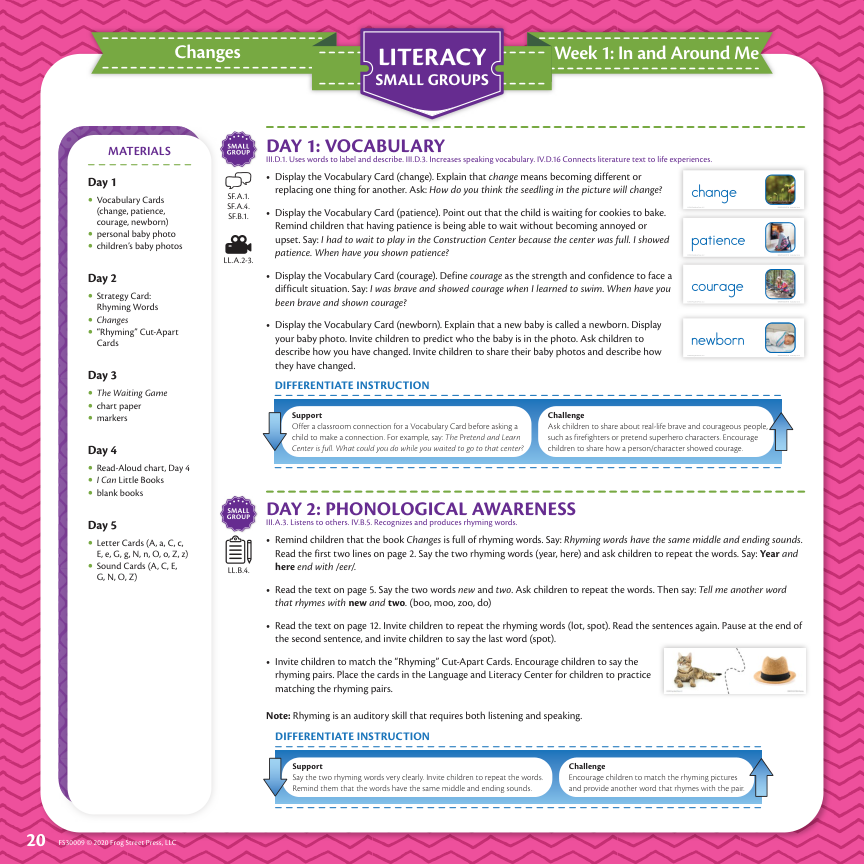 Changes
LITERACY
SMALL GROUPS
Week 1: In and Around Me
MATERIALS
Day 1
• Vocabulary Cards
(change, patience,
courage, newborn)
• personal baby photo
• children's baby photos
Day 2
• Strategy Card:
Rhyming Words
• Changes
• "Rhyming" Cut-Apart
Cards
Day 3
• The Waiting Game
• chart paper
• markers
Day 4
• Read-Aloud chart, Day 4
• I Can Little Books
• blank books
Day 5
• Letter Cards (A, a, C, c,
E, e, G, g, N, n, O, o, Z, z)
• Sound Cards (A, C, E,
G, N, O, Z)
SMALL
GROUP
SF.A.1.
SF.A.4.
SF.B.1.
LL.A.2-3.
DAY 1: VOCABULARY
III.D.1. Uses words to label and describe. III.D.3. Increases speaking vocabulary. IV.D.16 Connects literature text to life experiences.
• Display the Vocabulary Card (change). Explain that change means becoming different or
replacing one thing for another. Ask: How do you think the seedling in the picture will change?
• Display the Vocabulary Card (patience). Point out that the child is waiting for cookies to bake.
Remind children that having patience is being able to wait without becoming annoyed or
upset. Say: I had to wait to play in the Construction Center because the center was full. I showed
patience. When have you shown patience?
• Display the Vocabulary Card (courage). Define courage as the strength and confidence to face a
difficult situation. Say: I was brave and showed courage when I learned to swim. When have you
been brave and shown courage?
• Display the Vocabulary Card (newborn). Explain that a new baby is called a newborn. Display
your baby photo. Invite children to predict who the baby is in the photo. Ask children to
describe how you have changed. Invite children to share their baby photos and describe how
they have changed.
change
patience
courage
newborn
DIFFERENTIATE INSTRUCTION
Support
Offer a classroom connection for a Vocabulary Card before asking a
child to make a connection. For example, say: The Pretend and Learn
Center is full. What could you do while you waited to go to that center?
Challenge
Ask children to share about real-life brave and courageous people,
such as firefighters or pretend superhero characters. Encourage
children to share how a person/character showed courage.
SMALL
GROUP
LL.B.4.
DAY 2: PHONOLOGICAL AWARENESS
III.A.3. Listens to others. IV.B.5. Recognizes and produces rhyming words.
• Remind children that the book Changes is full of rhyming words. Say: Rhyming words have the same middle and ending sounds.
Read the first two lines on page 2. Say the two rhyming words (year, here) and ask children to repeat the words. Say: Year and
here end with /eer/.
• Read the text on page 5. Say the two words new and two. Ask children to repeat the words. Then say: Tell me another word
that rhymes with new and two. (boo, moo, zoo, do)
• Read the text on page 12. Invite children to repeat the rhyming words (lot, spot). Read the sentences again. Pause at the end of
the second sentence, and invite children to say the last word (spot).
• Invite children to match the "Rhyming" Cut-Apart Cards. Encourage children to say the
rhyming pairs. Place the cards in the Language and Literacy Center for children to practice
matching the rhyming pairs.
Note: Rhyming is an auditory skill that requires both listening and speaking.
DIFFERENTIATE INSTRUCTION
Support
Say the two rhyming words very clearly. Invite children to repeat the words.
Remind them that the words have the same middle and ending sounds.
Challenge
Encourage children to match the rhyming pictures
and provide another word that rhymes with the pair.
20
FS30009 © 2020 Frog Street Press, LLC